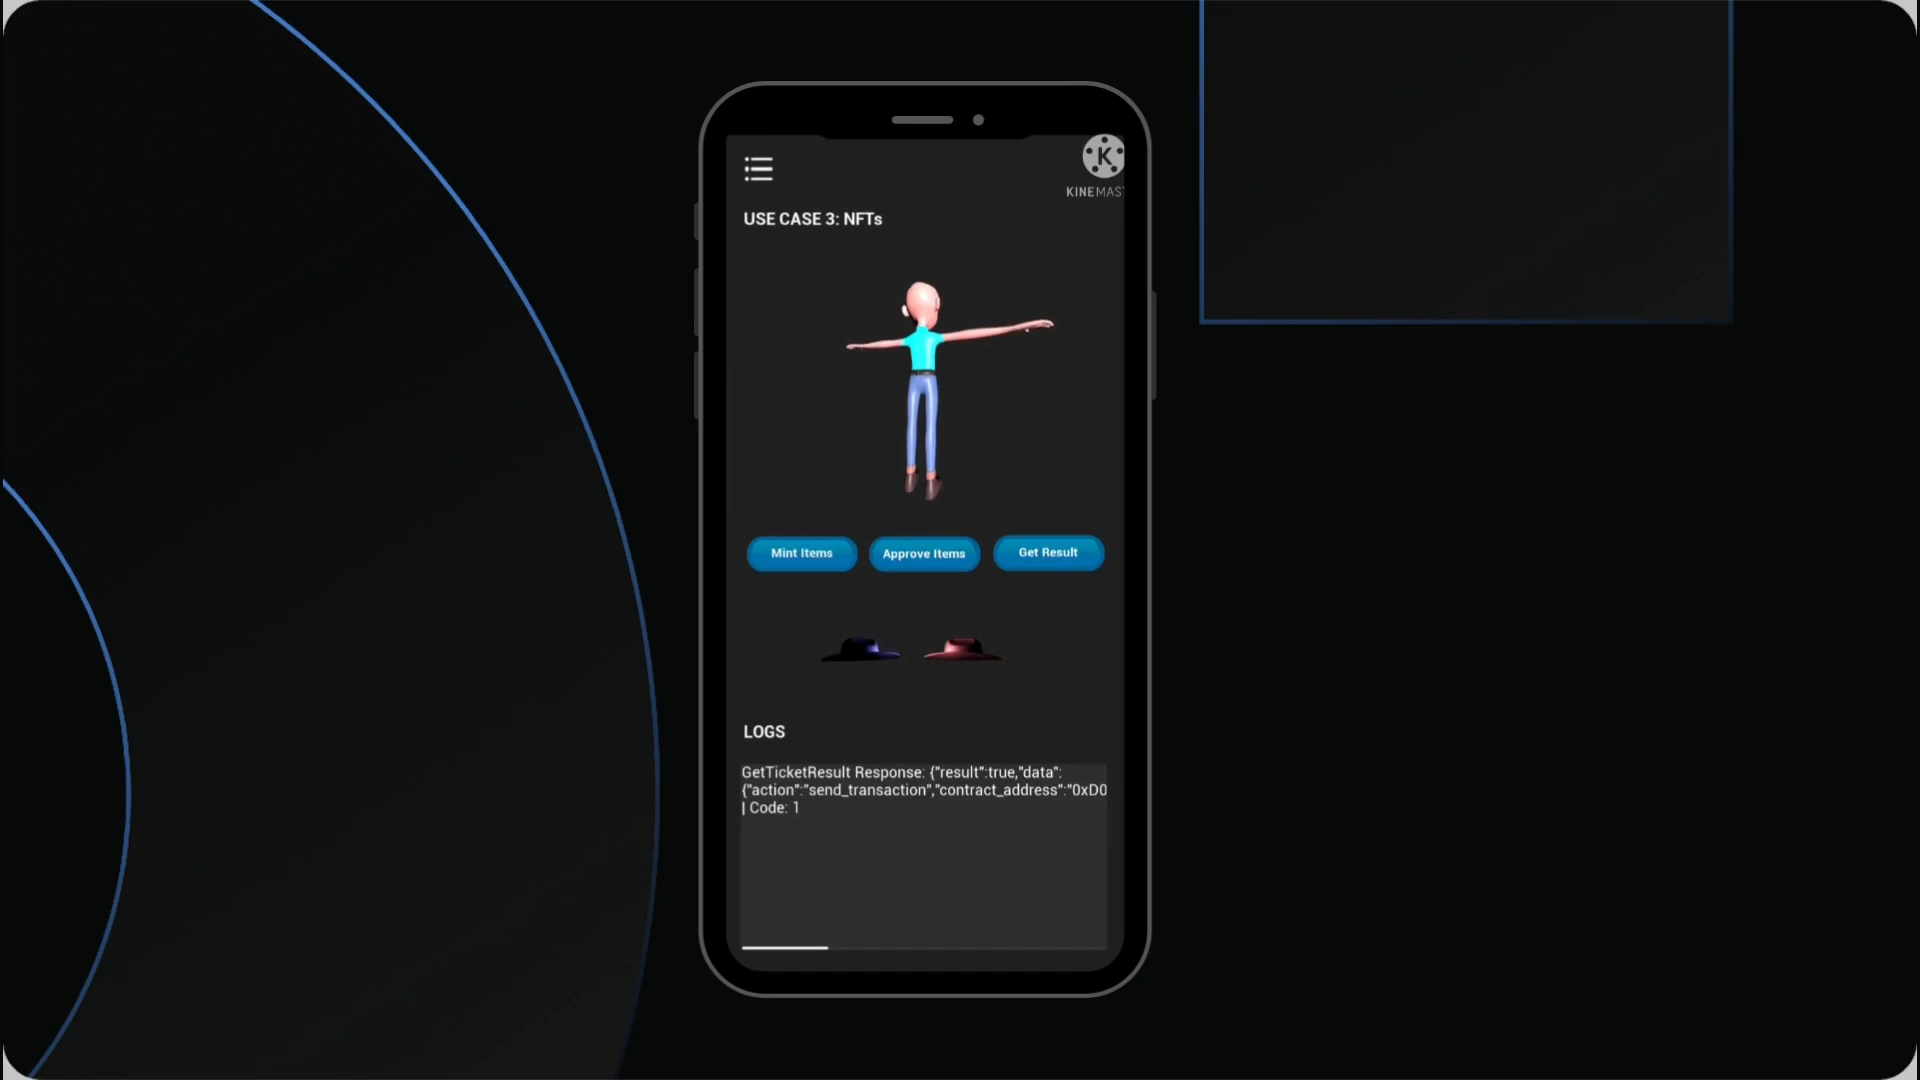 K
KINEMAST
USE CASE 3: NFTs
Mint Items
Approve Items
Get Result
LOGS
GetTicketResult Response: {"result":true,"data":
{"action":"send_transaction","contract_address":"0xD0
| Code: 1